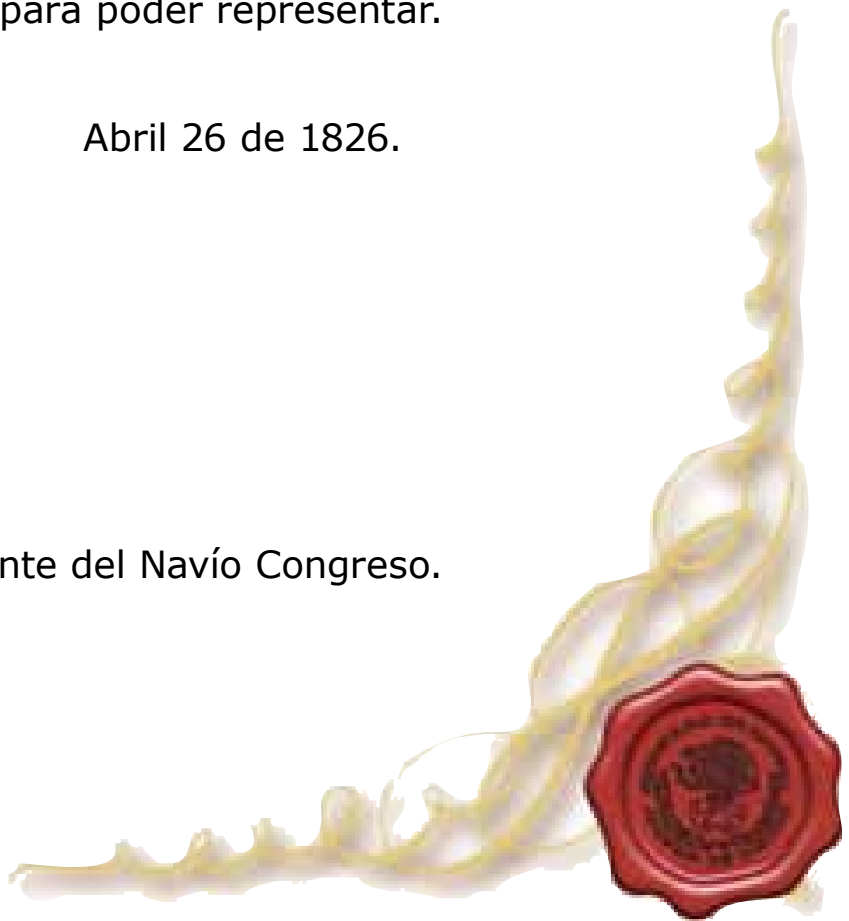 para poder representar.
Abril 26 de 1826.
nte del Navío Congreso.